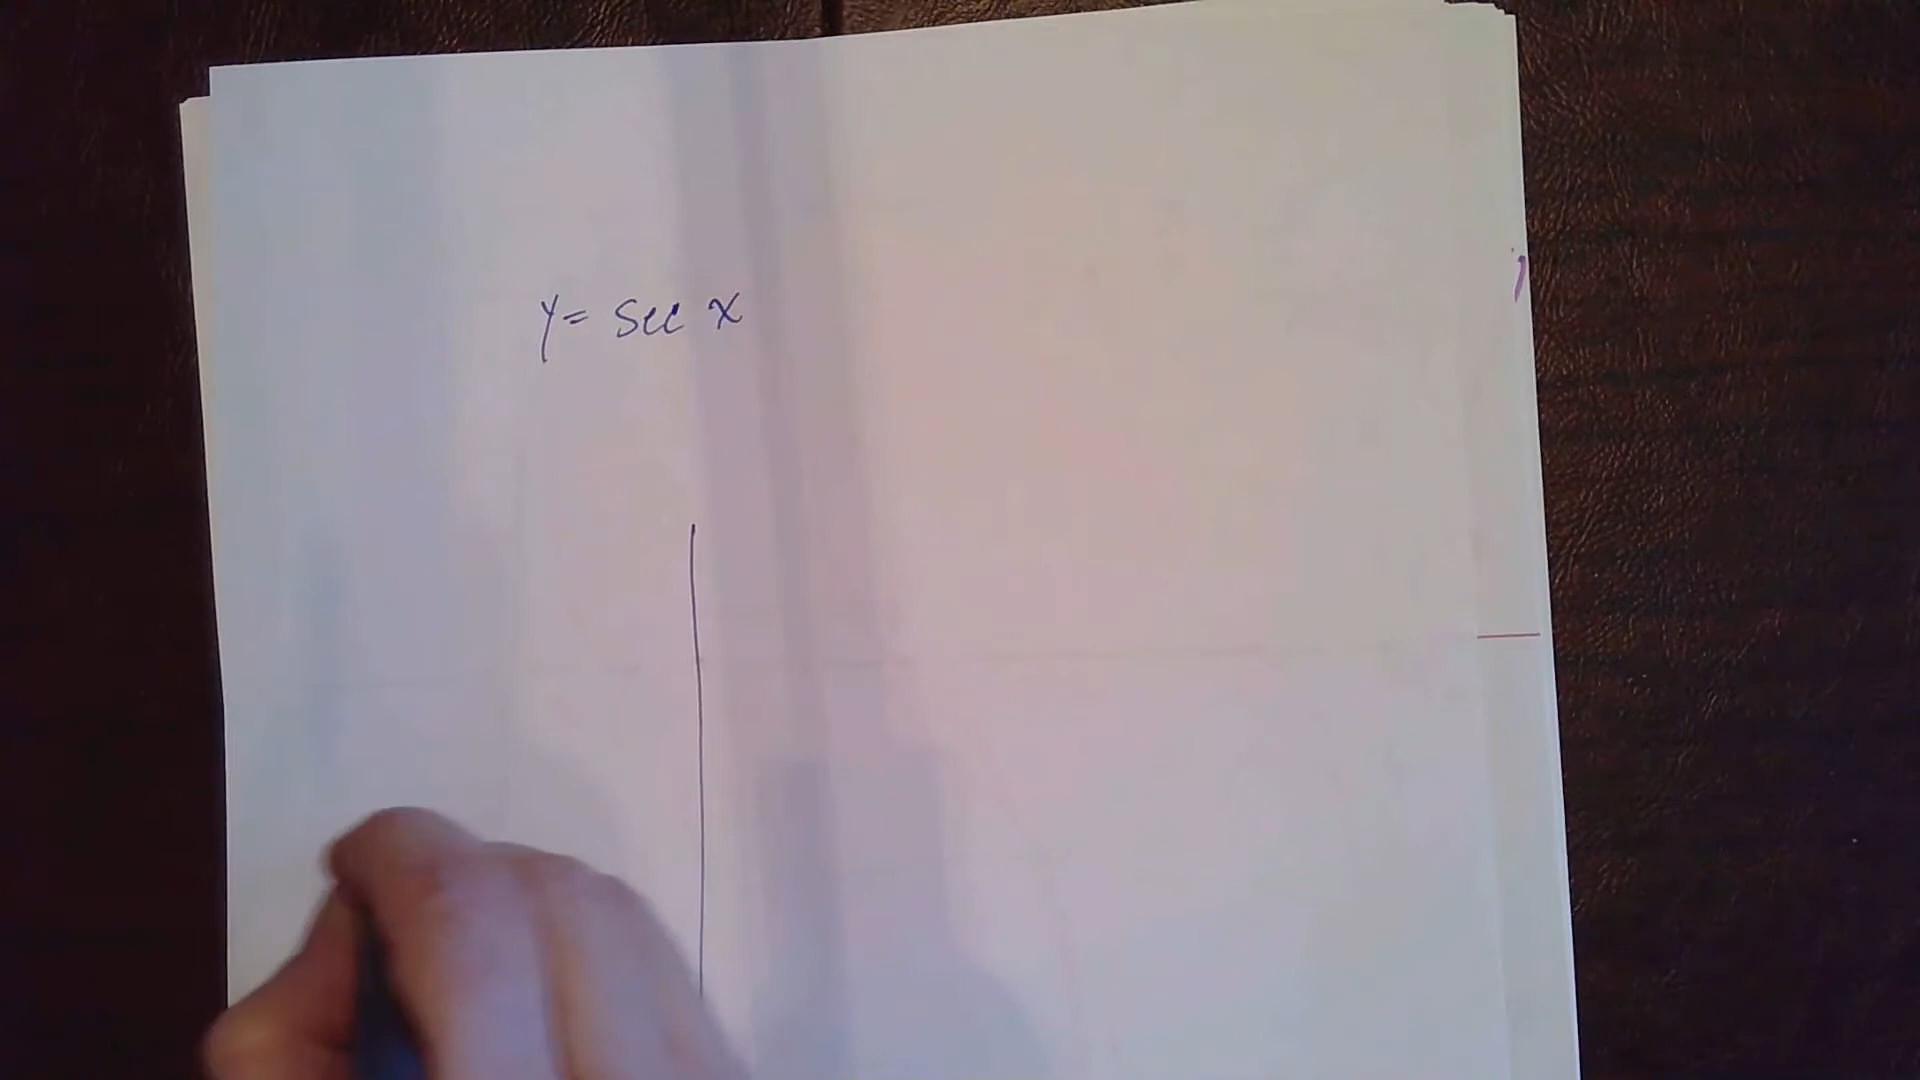 y = sec x